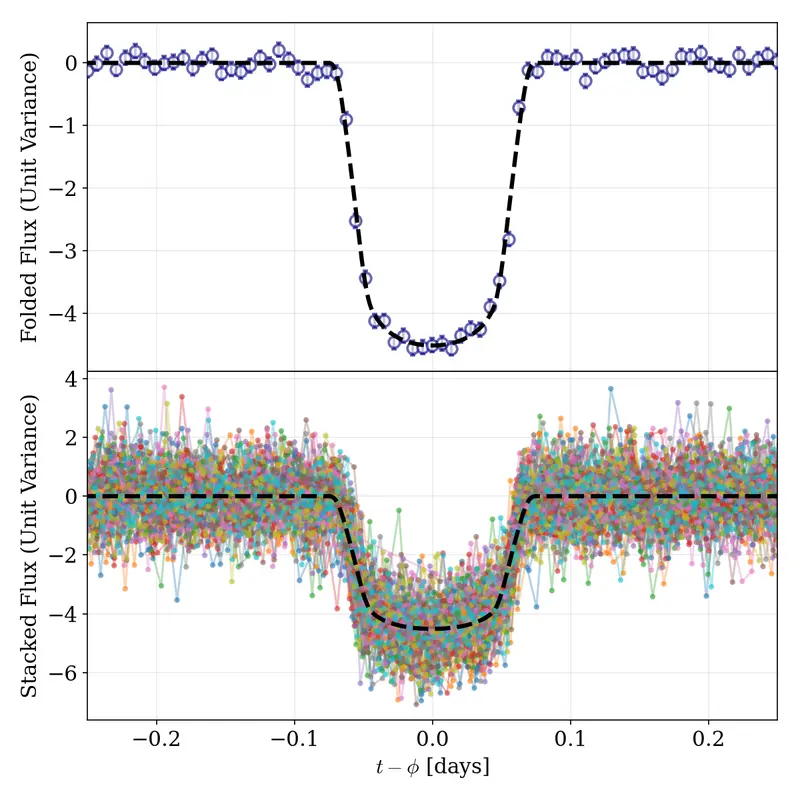 Folded Flux (Unit Variance)
0
−1
−2
−3
−4
Stacked Flux (Unit Variance)
4
2
0
−2
−4
−6
−0.2 −0.1 0.0 0.1 0.2
t − ϕ [days]